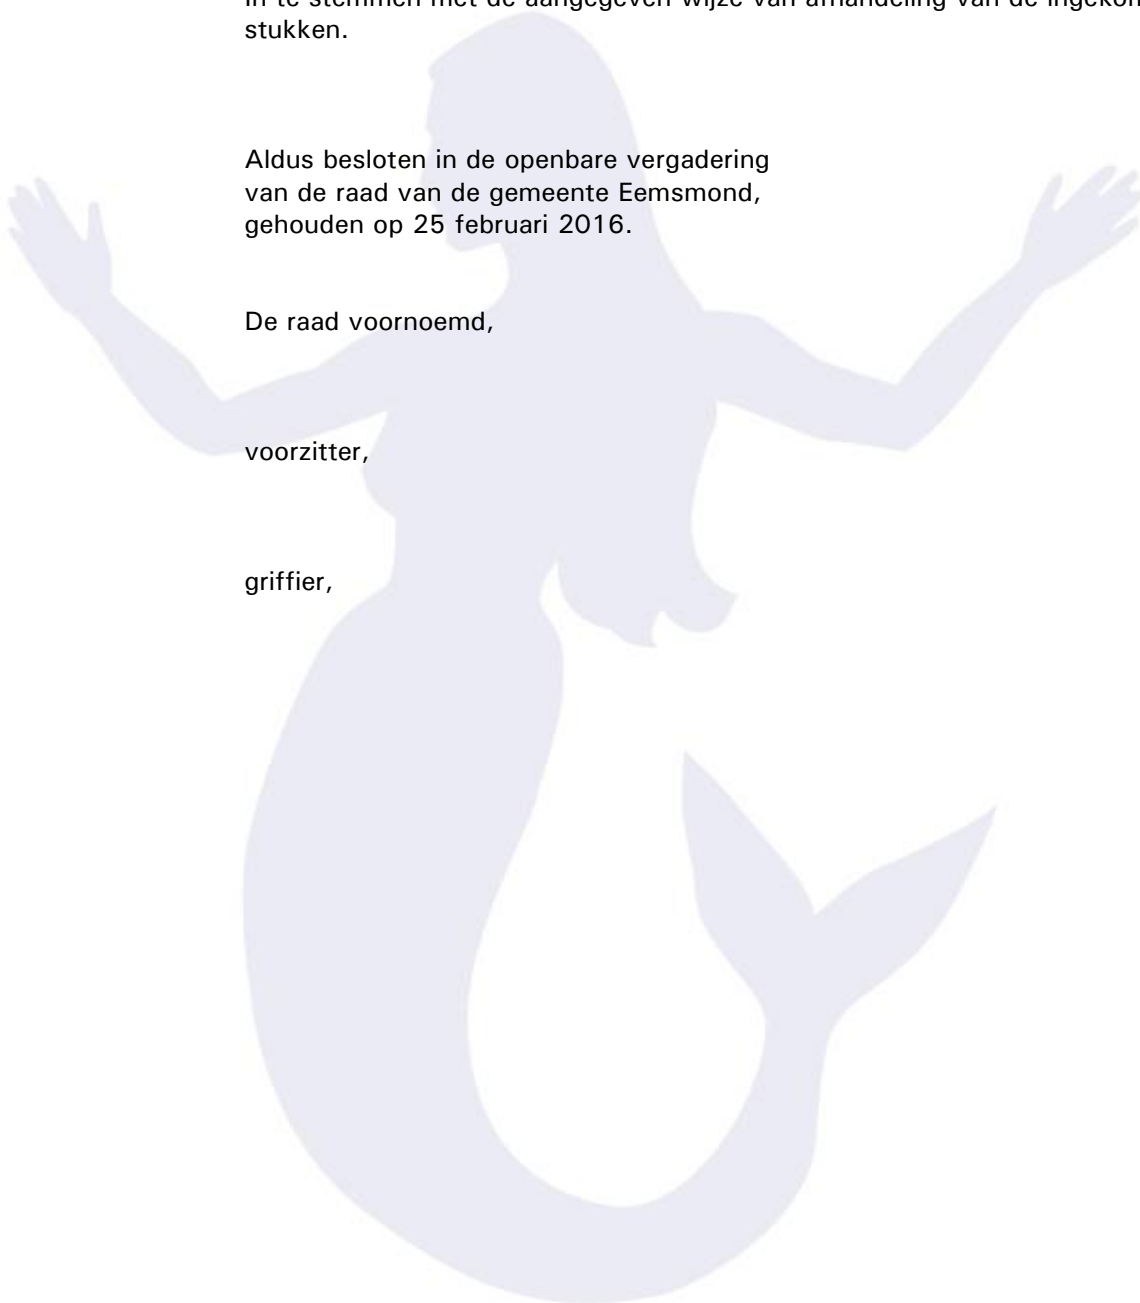 in te stemmen met de aangegeven wijze van afhandeling van de
stukken.
Aldus besloten in de openbare vergadering
van de raad van de gemeente Eemsmond,
gehouden op 25 februari 2016.
De raad voornoemd,
voorzitter,
griffier,